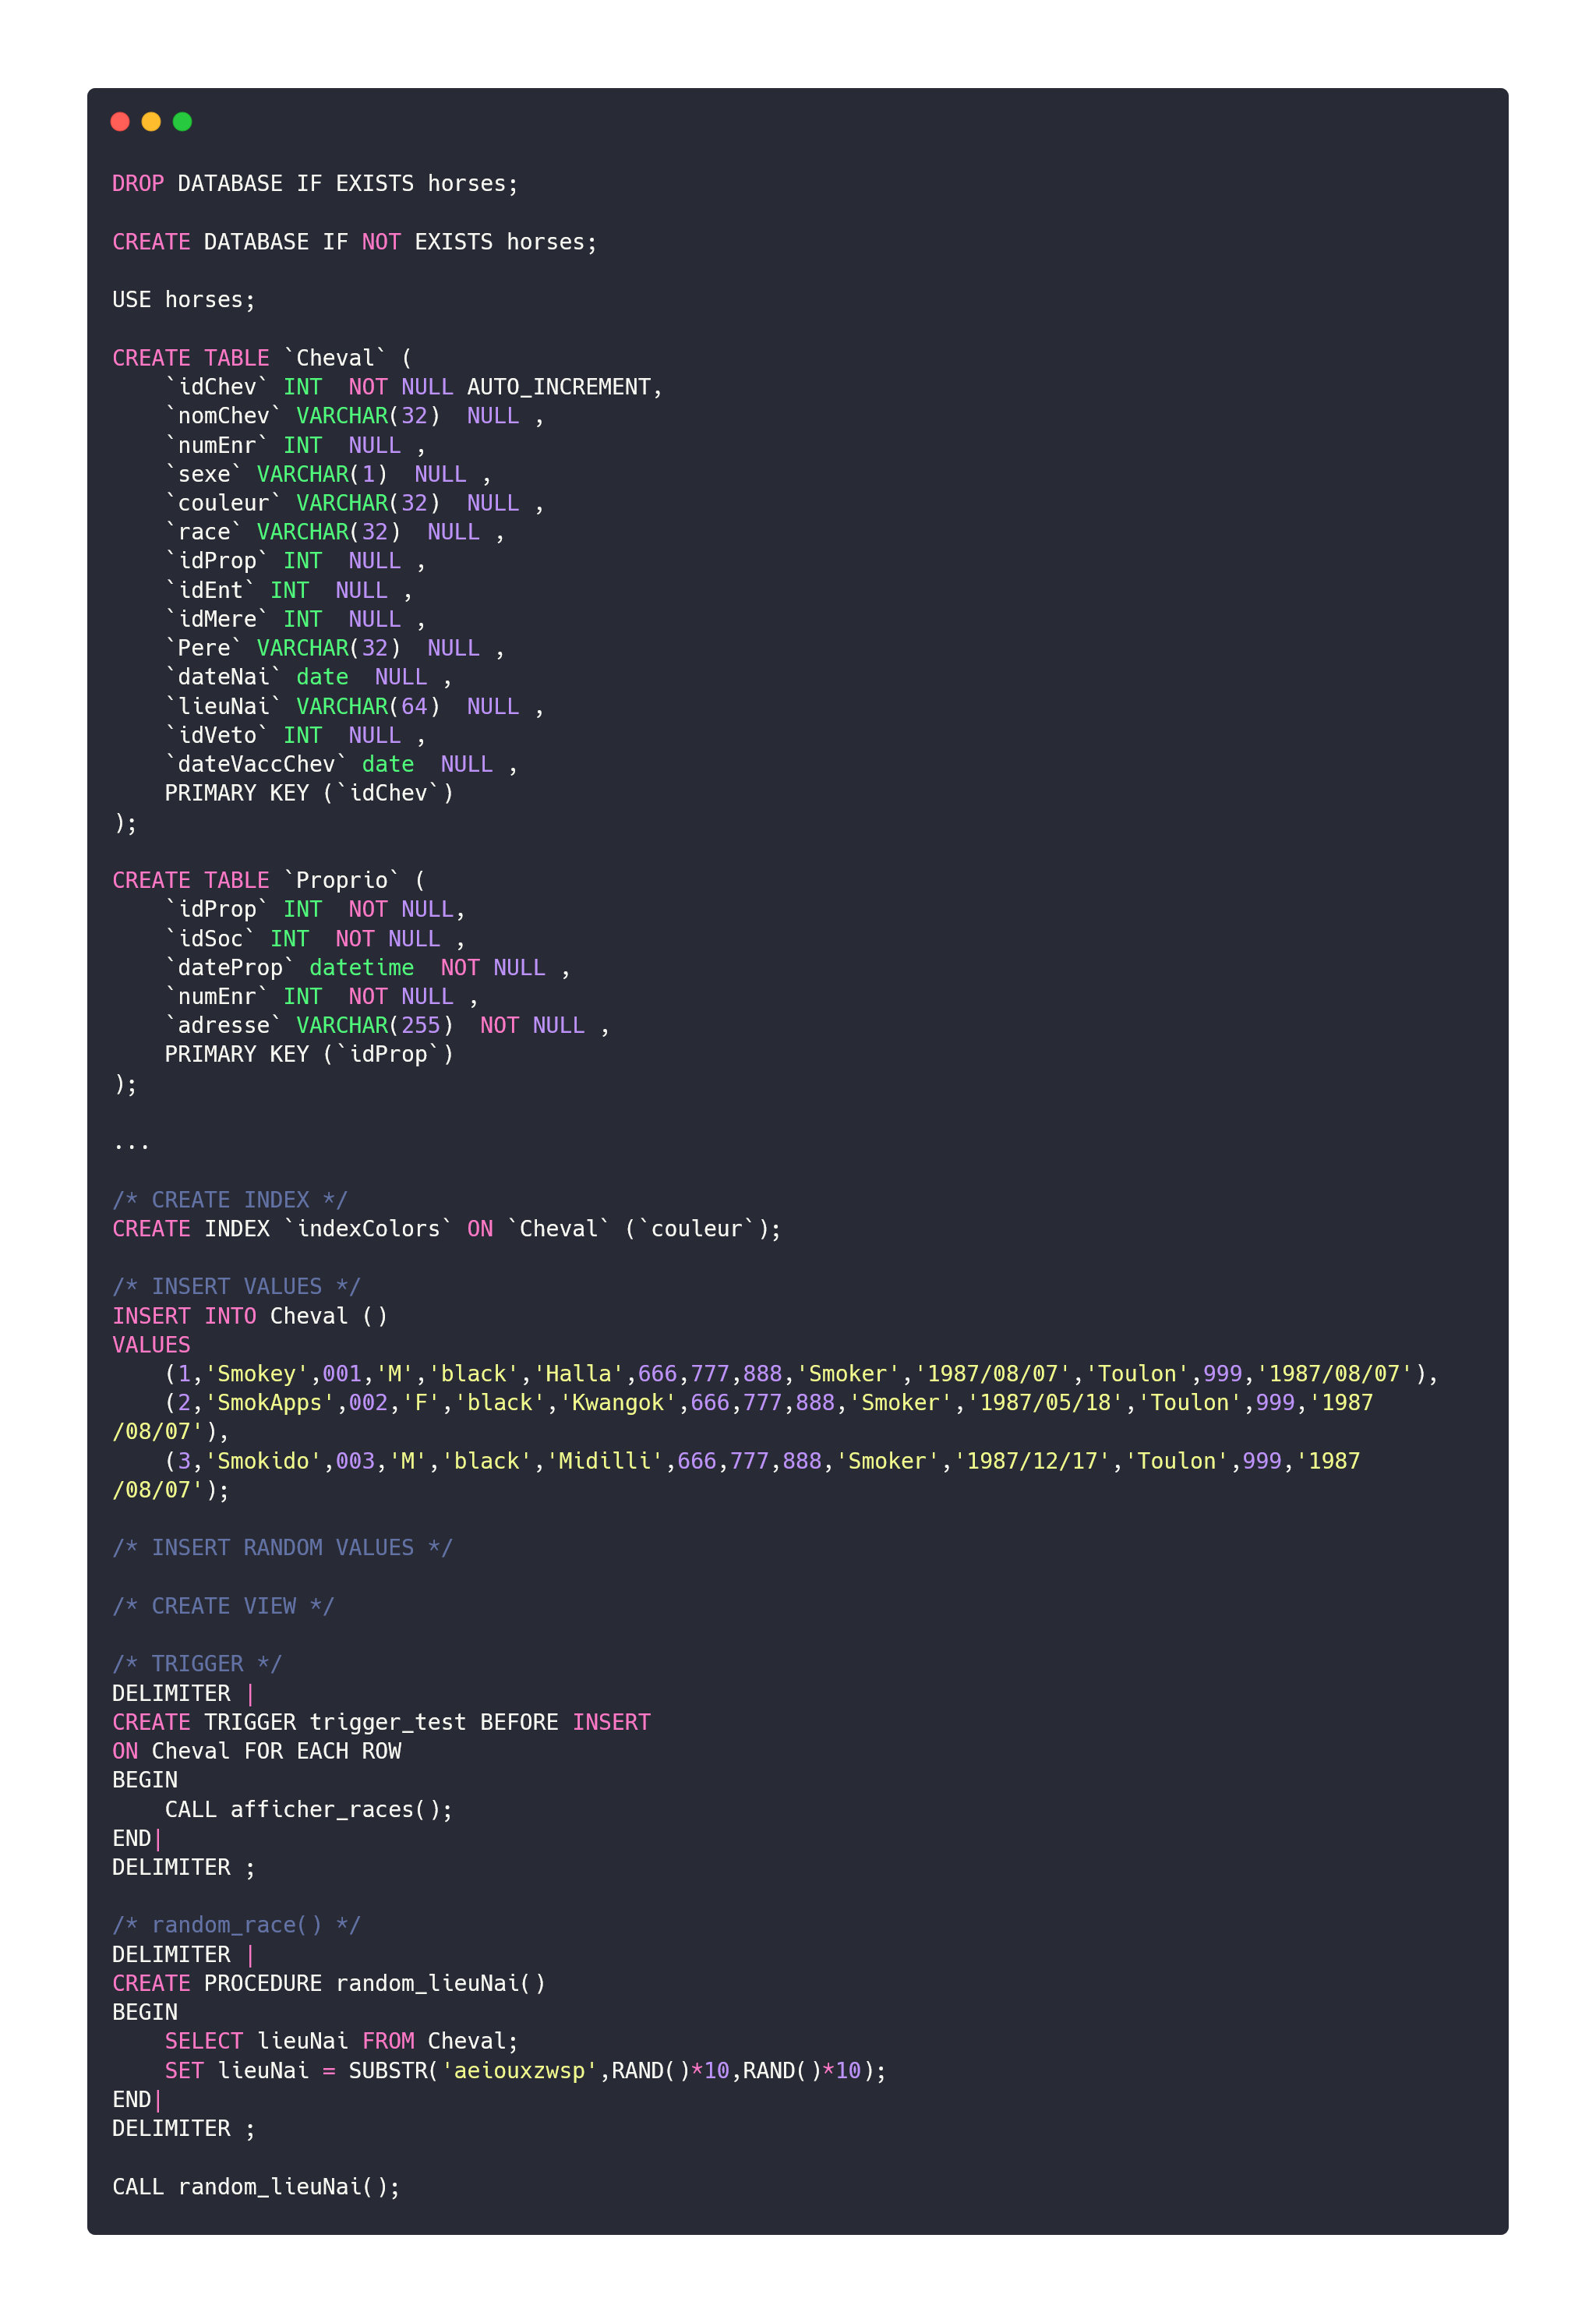 DROP DATABASE IF EXISTS horses;

CREATE DATABASE IF NOT EXISTS horses;

USE horses;

CREATE TABLE `Cheval` (
    `idChev` INT  NOT NULL AUTO_INCREMENT,
    `nomChev` VARCHAR(32)  NULL ,
    `numEnr` INT  NULL ,
    `sexe` VARCHAR(1)  NULL ,
    `couleur` VARCHAR(32)  NULL ,
    `race` VARCHAR(32)  NULL ,
    `idProp` INT  NULL ,
    `idEnt` INT  NULL ,
    `idMere` INT  NULL ,
    `Pere` VARCHAR(32)  NULL ,
    `dateNai` date  NULL ,
    `lieuNai` VARCHAR(64)  NULL ,
    `idVeto` INT  NULL ,
    `dateVaccChev` date  NULL ,
    PRIMARY KEY (`idChev`)
);

CREATE TABLE `Proprio` (
    `idProp` INT  NOT NULL,
    `idSoc` INT  NOT NULL ,
    `dateProp` datetime  NOT NULL ,
    `numEnr` INT  NOT NULL ,
    `adresse` VARCHAR(255)  NOT NULL ,
    PRIMARY KEY (`idProp`)
);

...

/* CREATE INDEX */
CREATE INDEX `indexColors` ON `Cheval` (`couleur`);

/* INSERT VALUES */
INSERT INTO Cheval ()
VALUES
    (1,'Smokey',001,'M','black','Halla',666,777,888,'Smoker','1987/08/07','Toulon',999,'1987/08/07'),
    (2,'SmokApps',002,'F','black','Kwangok',666,777,888,'Smoker','1987/05/18','Toulon',999,'1987
/08/07'),
    (3,'Smokido',003,'M','black','Midilli',666,777,888,'Smoker','1987/12/17','Toulon',999,'1987
/08/07');

/* INSERT RANDOM VALUES */

/* CREATE VIEW */

/* TRIGGER */
DELIMITER |
CREATE TRIGGER trigger_test BEFORE INSERT
ON Cheval FOR EACH ROW
BEGIN
    CALL afficher_races();
END|
DELIMITER ;

/* random_race() */
DELIMITER |
CREATE PROCEDURE random_lieuNai()
BEGIN
    SELECT lieuNai FROM Cheval;
    SET lieuNai = SUBSTR('aeiouxzwsp',RAND()*10,RAND()*10);
END|
DELIMITER ;

CALL random_lieuNai();